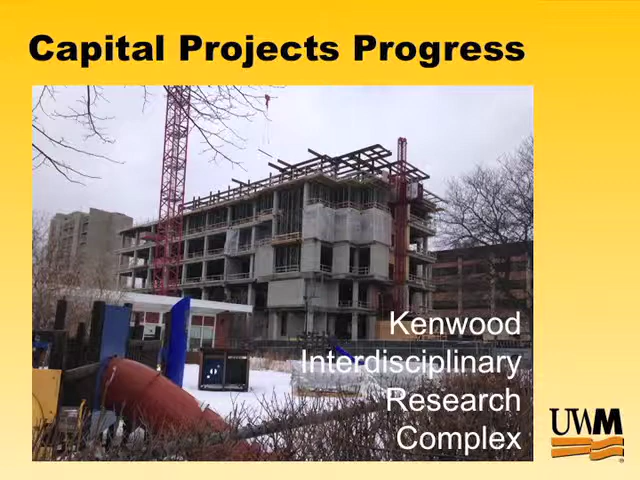 Capital Projects Progress
Kenwood
Interdisciplinary
Research
Complex
UWM